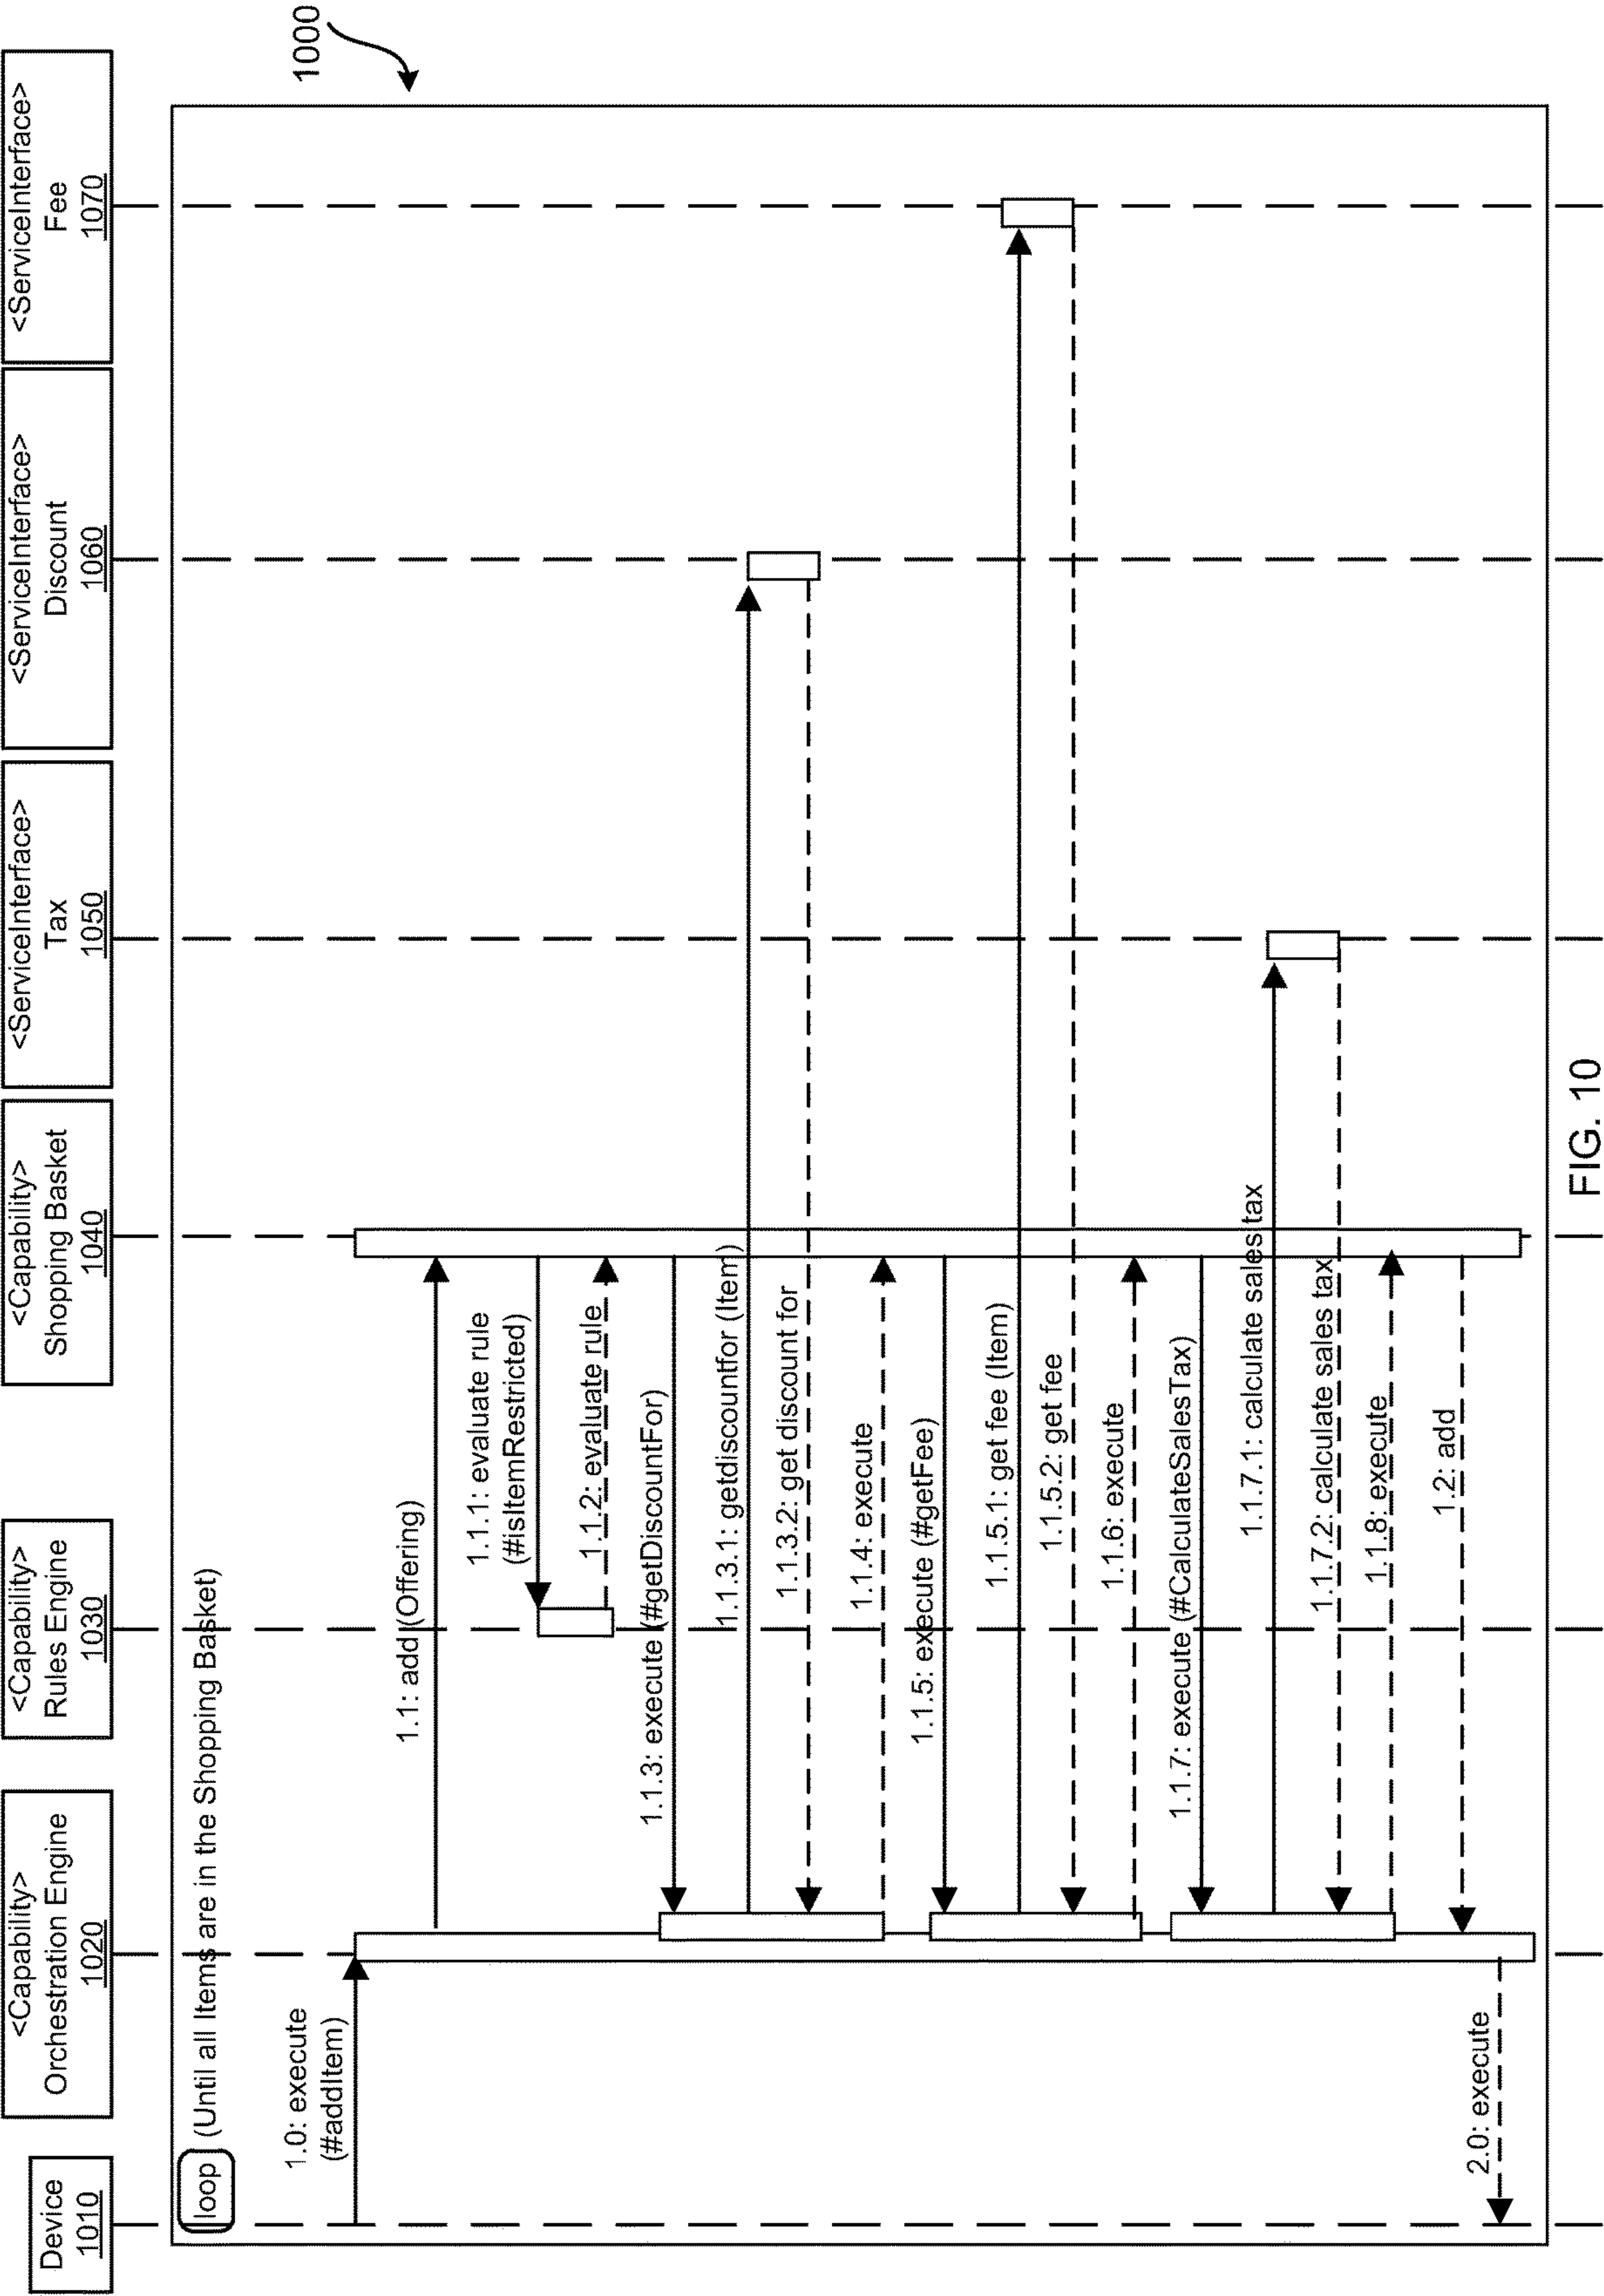 Device
1010
<Capability>
Orchestration Engine
1020
<Capability>
Rules Engine
1030
<Capability>
Shopping Basket
1040
<ServiceInterface>
Tax
1050
<ServiceInterface>
Discount
1060
<ServiceInterface>
Fee
1070
1000
loop (Until all Items are in the Shopping Basket)
1.0: execute
(#addItem)
1.1: add (Offering)
1.1.1: evaluate rule
(#isItemRestricted)
1.1.2: evaluate rule
1.1.3: execute (#getDiscountFor)
1.1.3.1: getdiscountfor (Item)
1.1.3.2: get discount for
1.1.4: execute
1.1.5: execute (#getFee)
1.1.5.1: get fee (Item)
1.1.5.2: get fee
1.1.6: execute
1.1.7: execute (#CalculateSalesTax)
1.1.7.1: calculate sales tax
1.1.7.2: calculate sales tax
1.1.8: execute
1.2: add
2.0: execute
FIG. 10